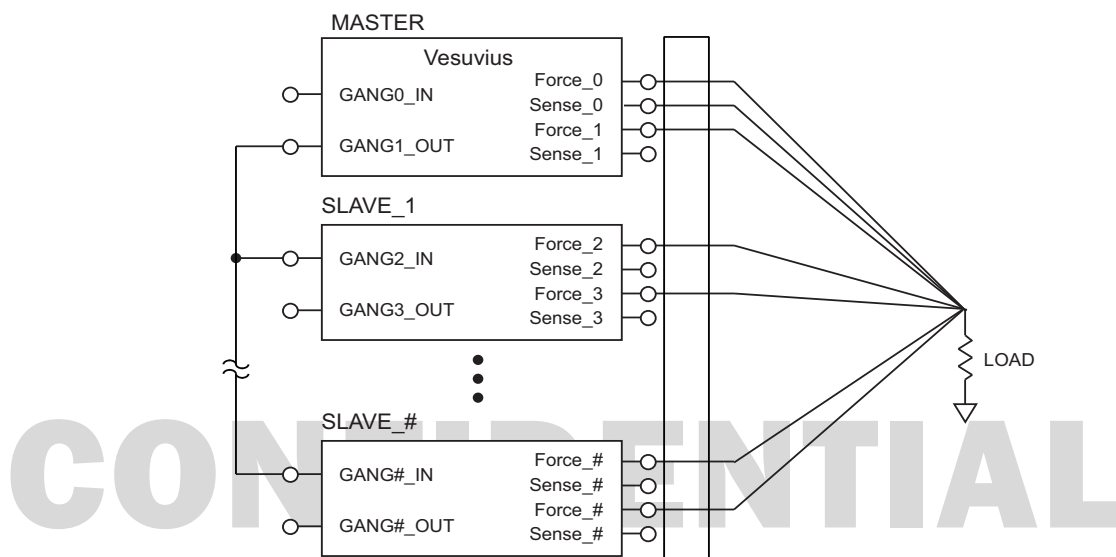 MASTER
Vesuvius
GANG0_IN
GANG1_OUT
Force_0
Sense_0
Force_1
Sense_1
SLAVE_1
GANG2_IN
GANG3_OUT
Force_2
Sense_2
Force_3
Sense_3
LOAD
SLAVE_#
GANG#_IN
GANG#_OUT
Force_#
Sense_#
Force_#
Sense_#
CONFIDENTIAL